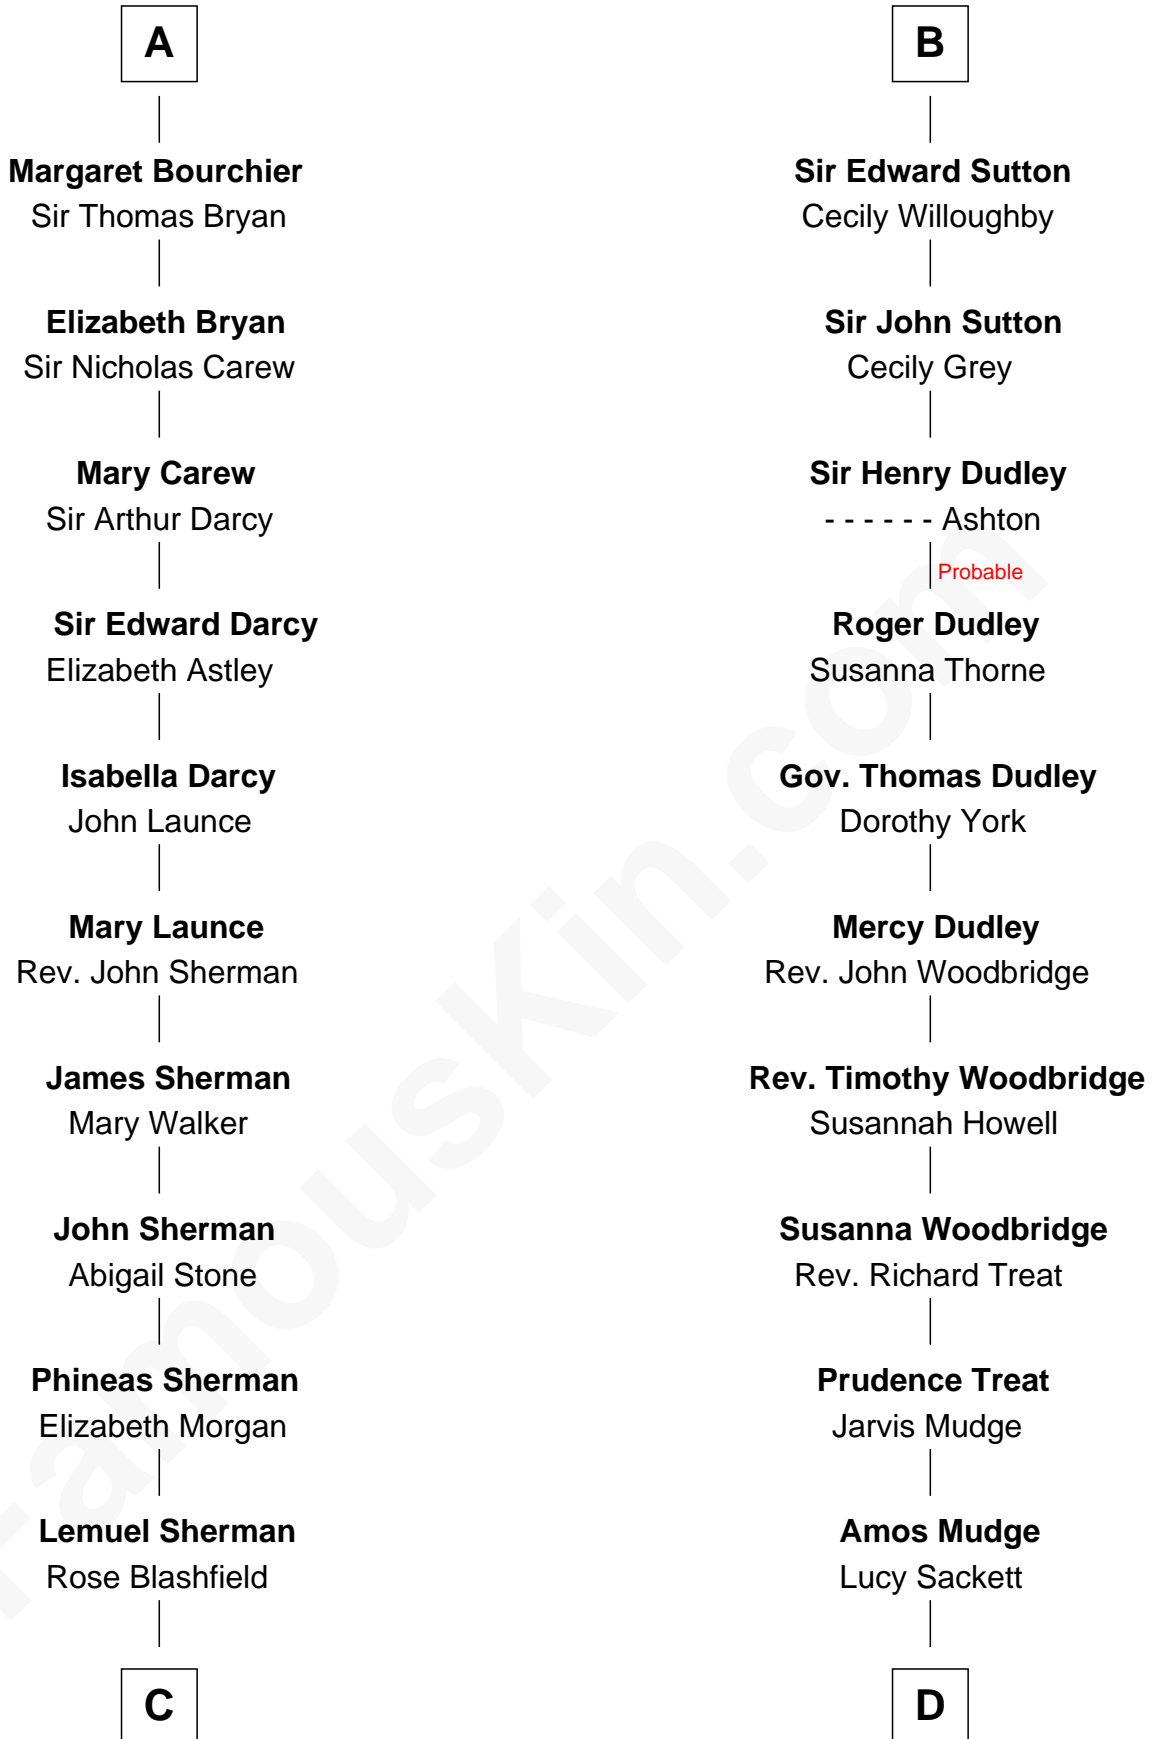 A
Margaret Bourchier
Sir Thomas Bryan
Elizabeth Bryan
Sir Nicholas Carew
Mary Carew
Sir Arthur Darcy
Sir Edward Darcy
Elizabeth Astley
Isabella Darcy
John Launce
Mary Launce
Rev. John Sherman
James Sherman
Mary Walker
John Sherman
Abigail Stone
Phineas Sherman
Elizabeth Morgan
Lemuel Sherman
Rose Blashfield
C
B
Sir Edward Sutton
Cecily Willoughby
Sir John Sutton
Cecily Grey
Sir Henry Dudley
- - - - - - Ashton
Probable
Roger Dudley
Susanna Thorne
Gov. Thomas Dudley
Dorothy York
Mercy Dudley
Rev. John Woodbridge
Rev. Timothy Woodbridge
Susannah Howell
Susanna Woodbridge
Rev. Richard Treat
Prudence Treat
Jarvis Mudge
Amos Mudge
Lucy Sackett
D
FamousKin.com